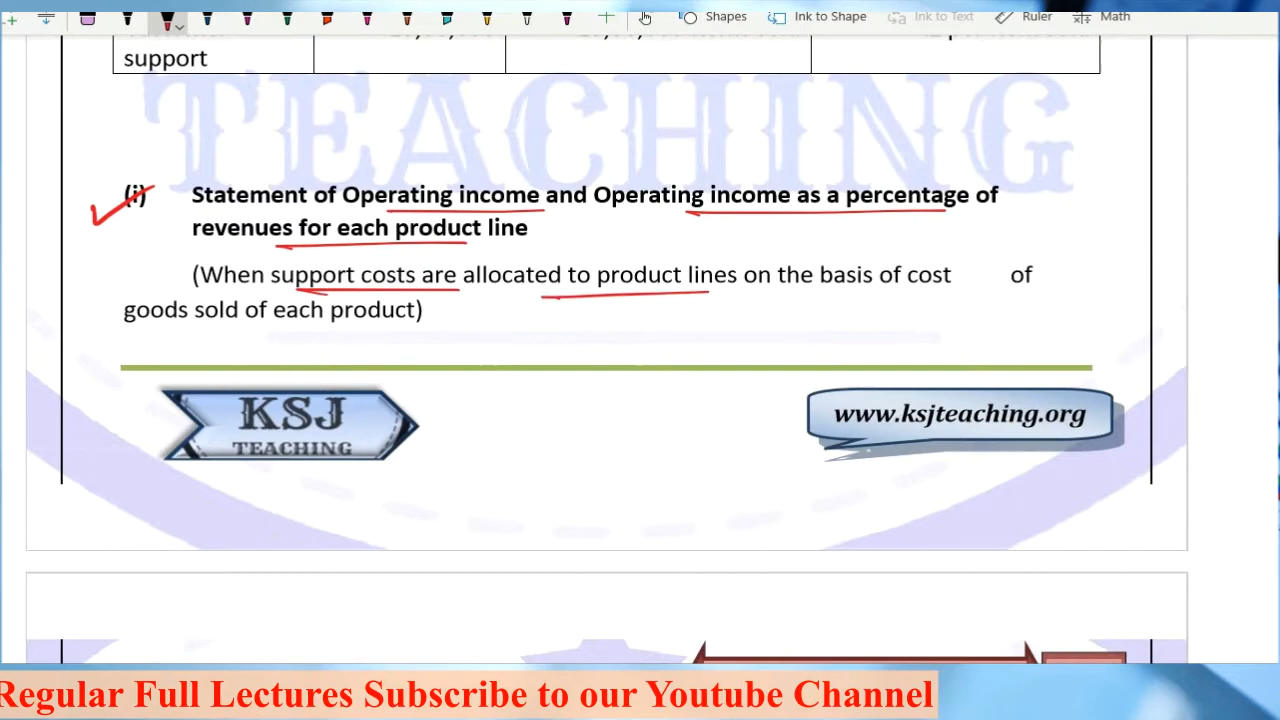 Shapes Ink to Shape Ink to Text Ruler Math
support
TEACHING
(i) Statement of Operating income and Operating income as a percentage of
revenues for each product line
(When support costs are allocated to product lines on the basis of cost of
goods sold of each product)
KSJ
TEACHING
www.ksjteaching.org
Regular Full Lectures Subscribe to our Youtube Channel